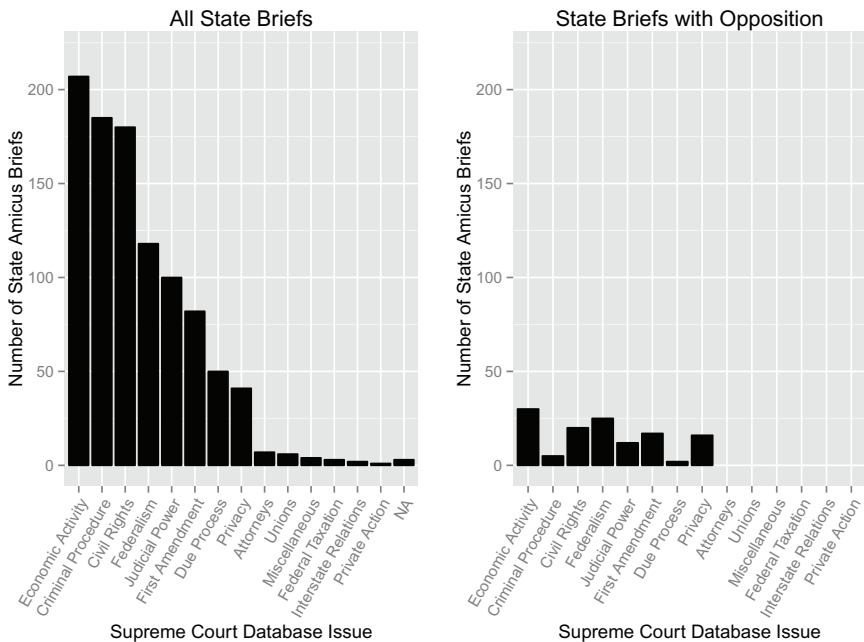 All State Briefs
Number of State Amicus Briefs
200
150
100
50
0
Economic Activity
Criminal Procedure
Civil Rights
Federalism
Judicial Power
First Amendment
Due Process
Privacy
Attorneys
Unions
Miscellaneous
Federal Taxation
Interstate Relations
Private Action
NA
Supreme Court Database Issue
State Briefs with Opposition
Number of State Amicus Briefs
200
150
100
50
0
Economic Activity
Criminal Procedure
Civil Rights
Federalism
Judicial Power
First Amendment
Due Process
Privacy
Attorneys
Unions
Miscellaneous
Federal Taxation
Interstate Relations
Private Action
Supreme Court Database Issue